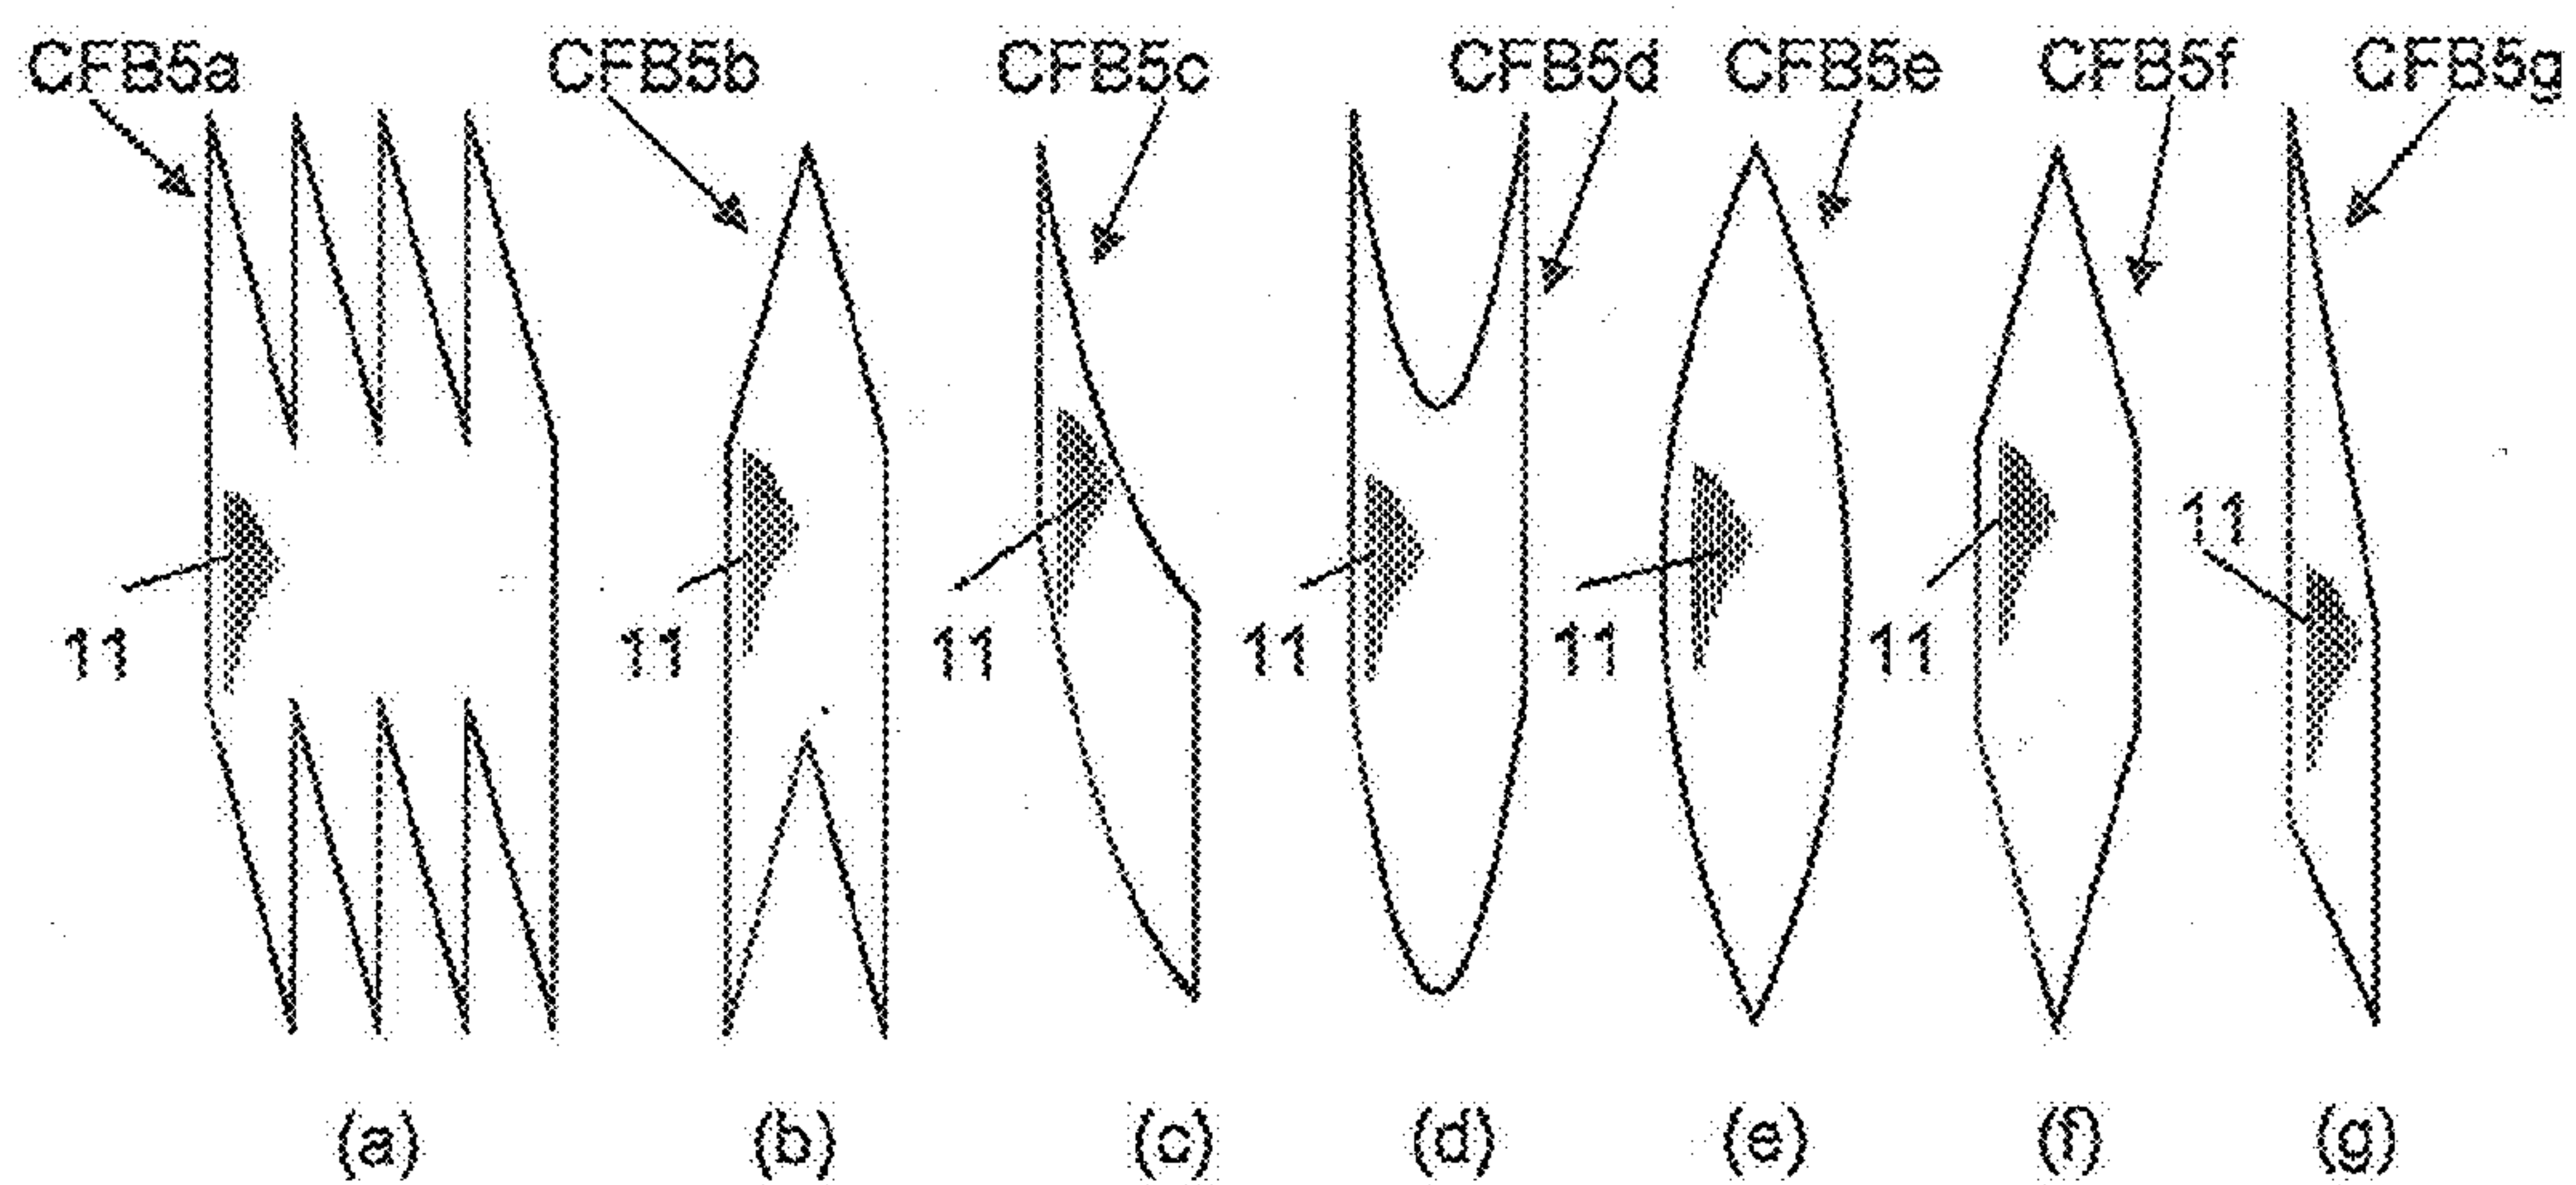 CFB5a CFB5b CFB5c CFB5d CFB5e CFB5f CFB5g
11
11 11 11 11 11 11
(a) (b) (c) (d) (e) (f) (g)